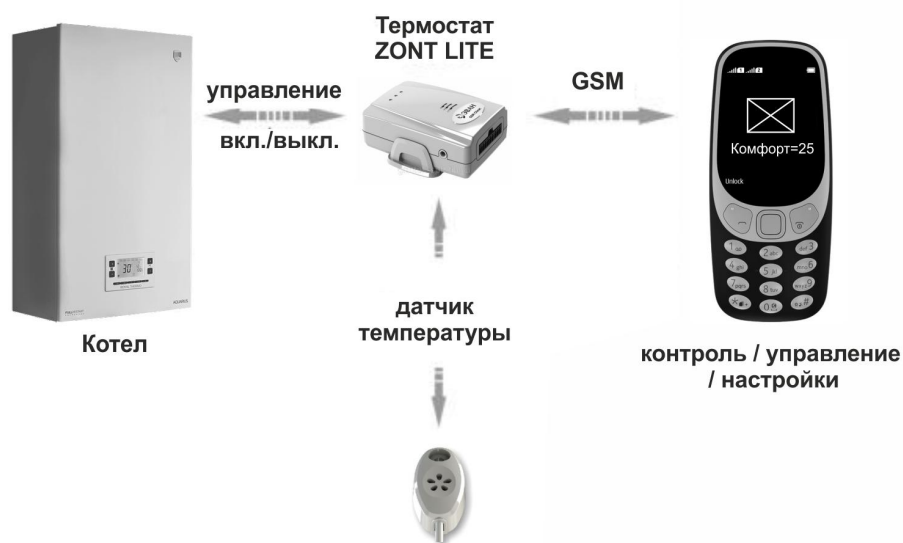 Термостат
ZONT LITE
управление
вкл./выкл.
GSM
Комфорт=25
Unlock
датчик
температуры
Котел
контроль / управление
/ настройки